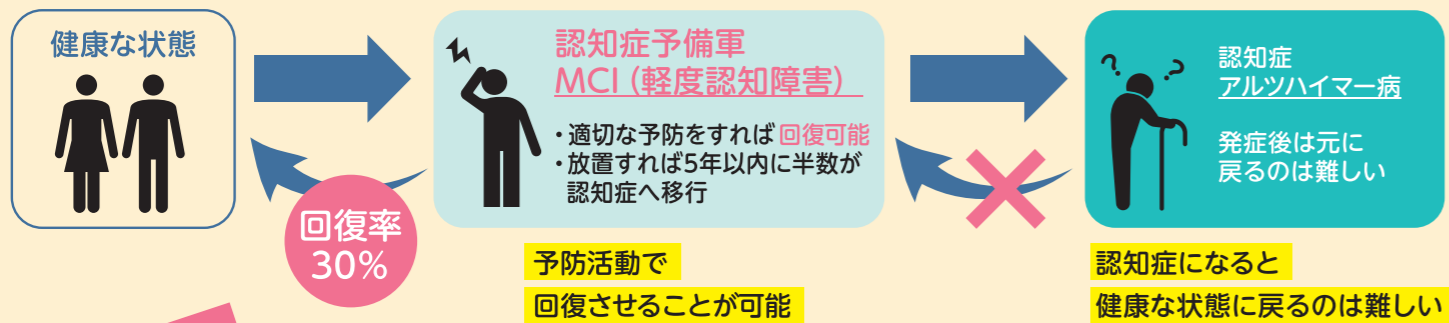 健康な状態
回復率
30%
認知症予備軍
MCI（軽度認知障害）
・適切な予防をすれば回復可能
・放置すれば5年以内に半数が
認知症へ移行
予防活動で
回復させることが可能
? ?
認知症
アルツハイマー病
発症後は元に
戻るのは難しい
認知症になると
健康な状態に戻るのは難しい